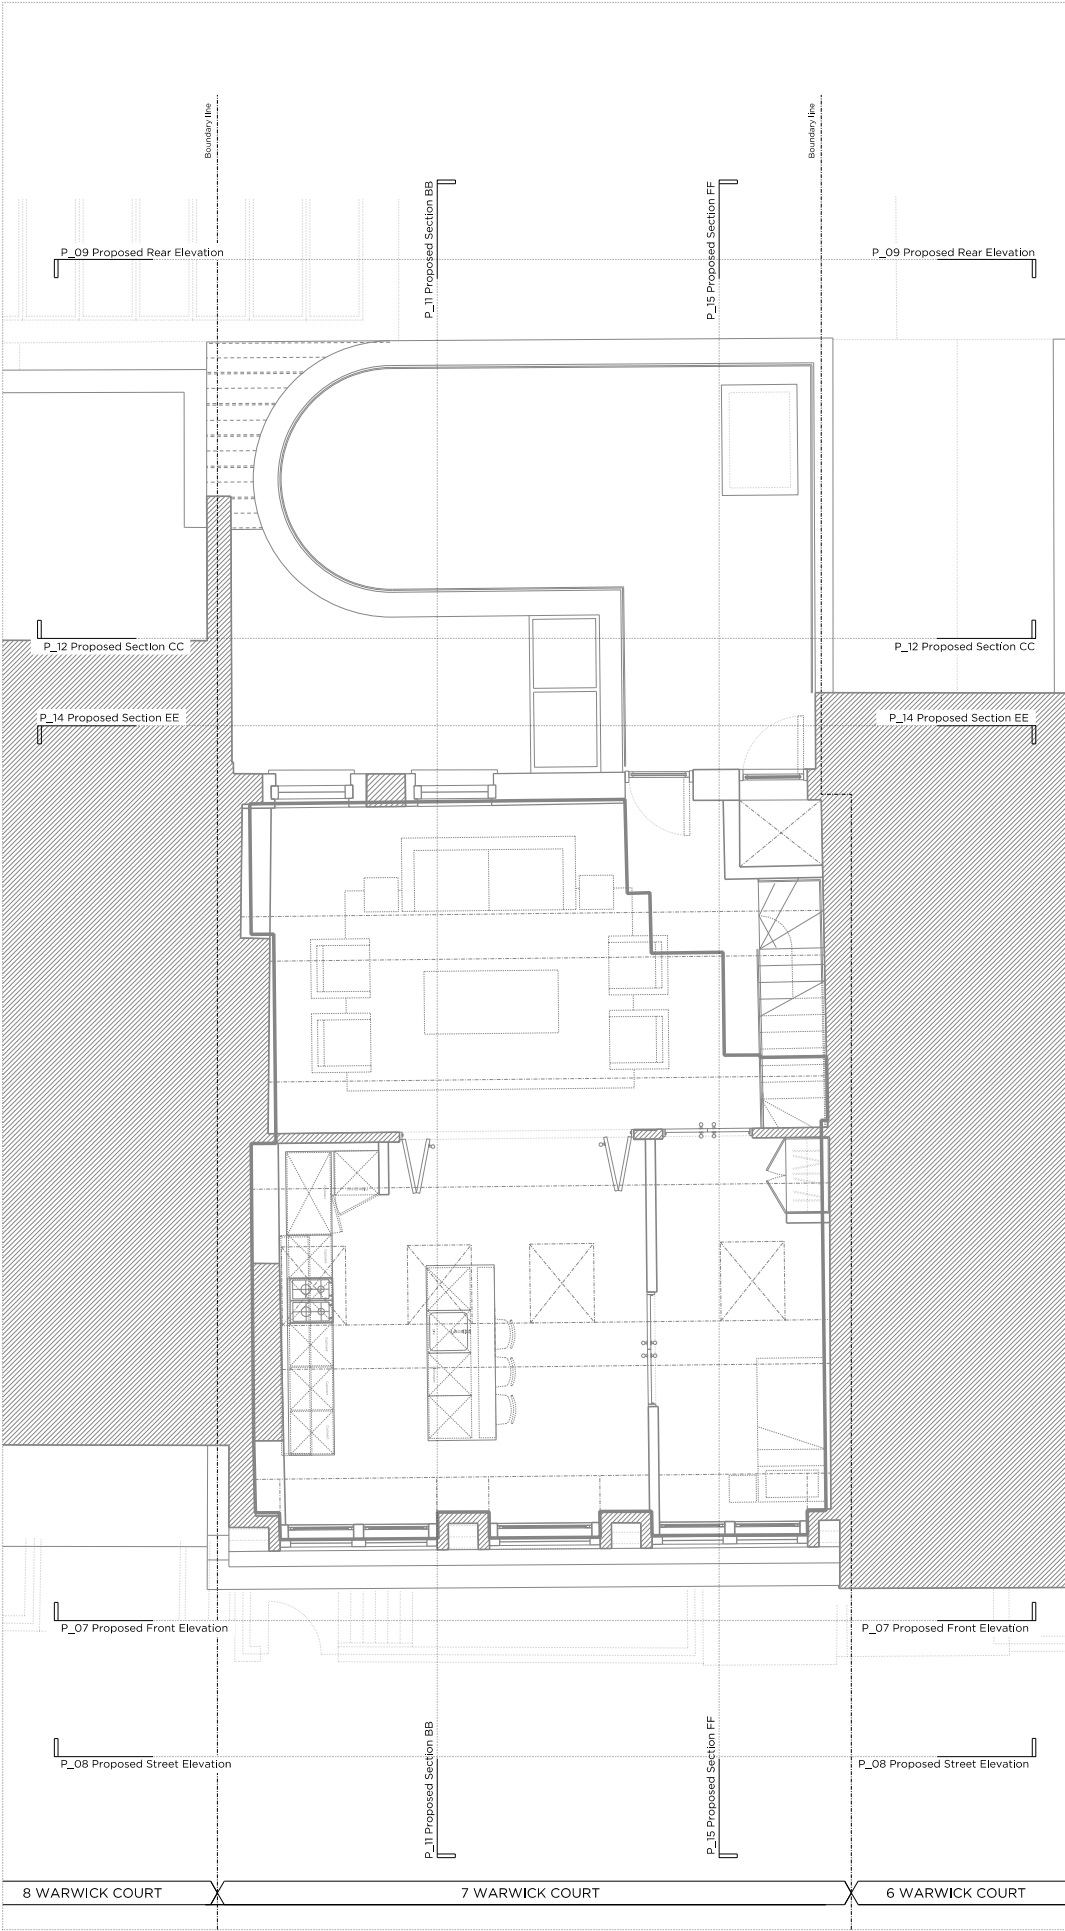 Boundary line
Boundary line
P_11 Proposed Section BB
P_15 Proposed Section FF
P_09 Proposed Rear Elevation
P_09 Proposed Rear Elevation
P_12 Proposed Section CC
P_12 Proposed Section CC
P_14 Proposed Section EE
P_14 Proposed Section EE
P_07 Proposed Front Elevation
P_07 Proposed Front Elevation
P_11 Proposed Section BB
P_15 Proposed Section FF
P_08 Proposed Street Elevation
P_08 Proposed Street Elevation
8 WARWICK COURT
7 WARWICK COURT
6 WARWICK COURT